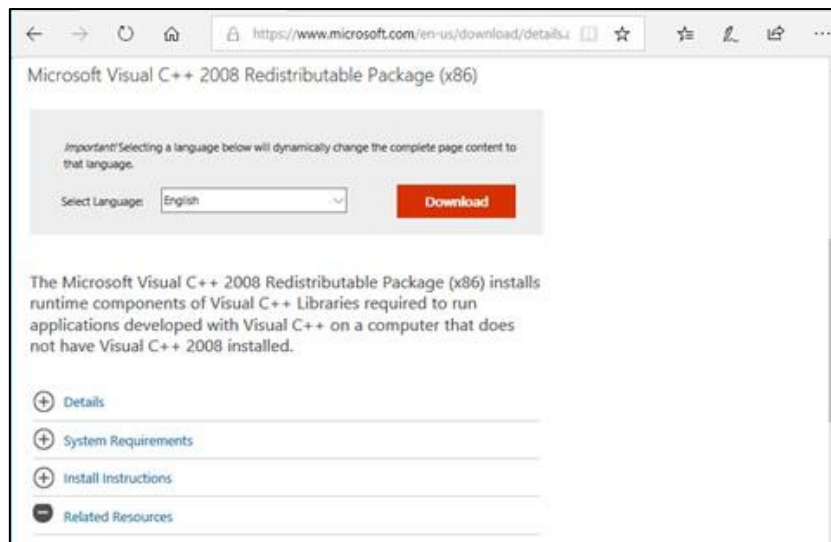 https://www.microsoft.com/en-us/download/details.
Microsoft Visual C++ 2008 Redistributable Package (x86)
Important! Selecting a language below will dynamically change the complete page content to
that language.
Select Language: English Download
The Microsoft Visual C++ 2008 Redistributable Package (x86) installs
runtime components of Visual C++ Libraries required to run
applications developed with Visual C++ on a computer that does
not have Visual C++ 2008 installed.
Details
System Requirements
Install Instructions
Related Resources